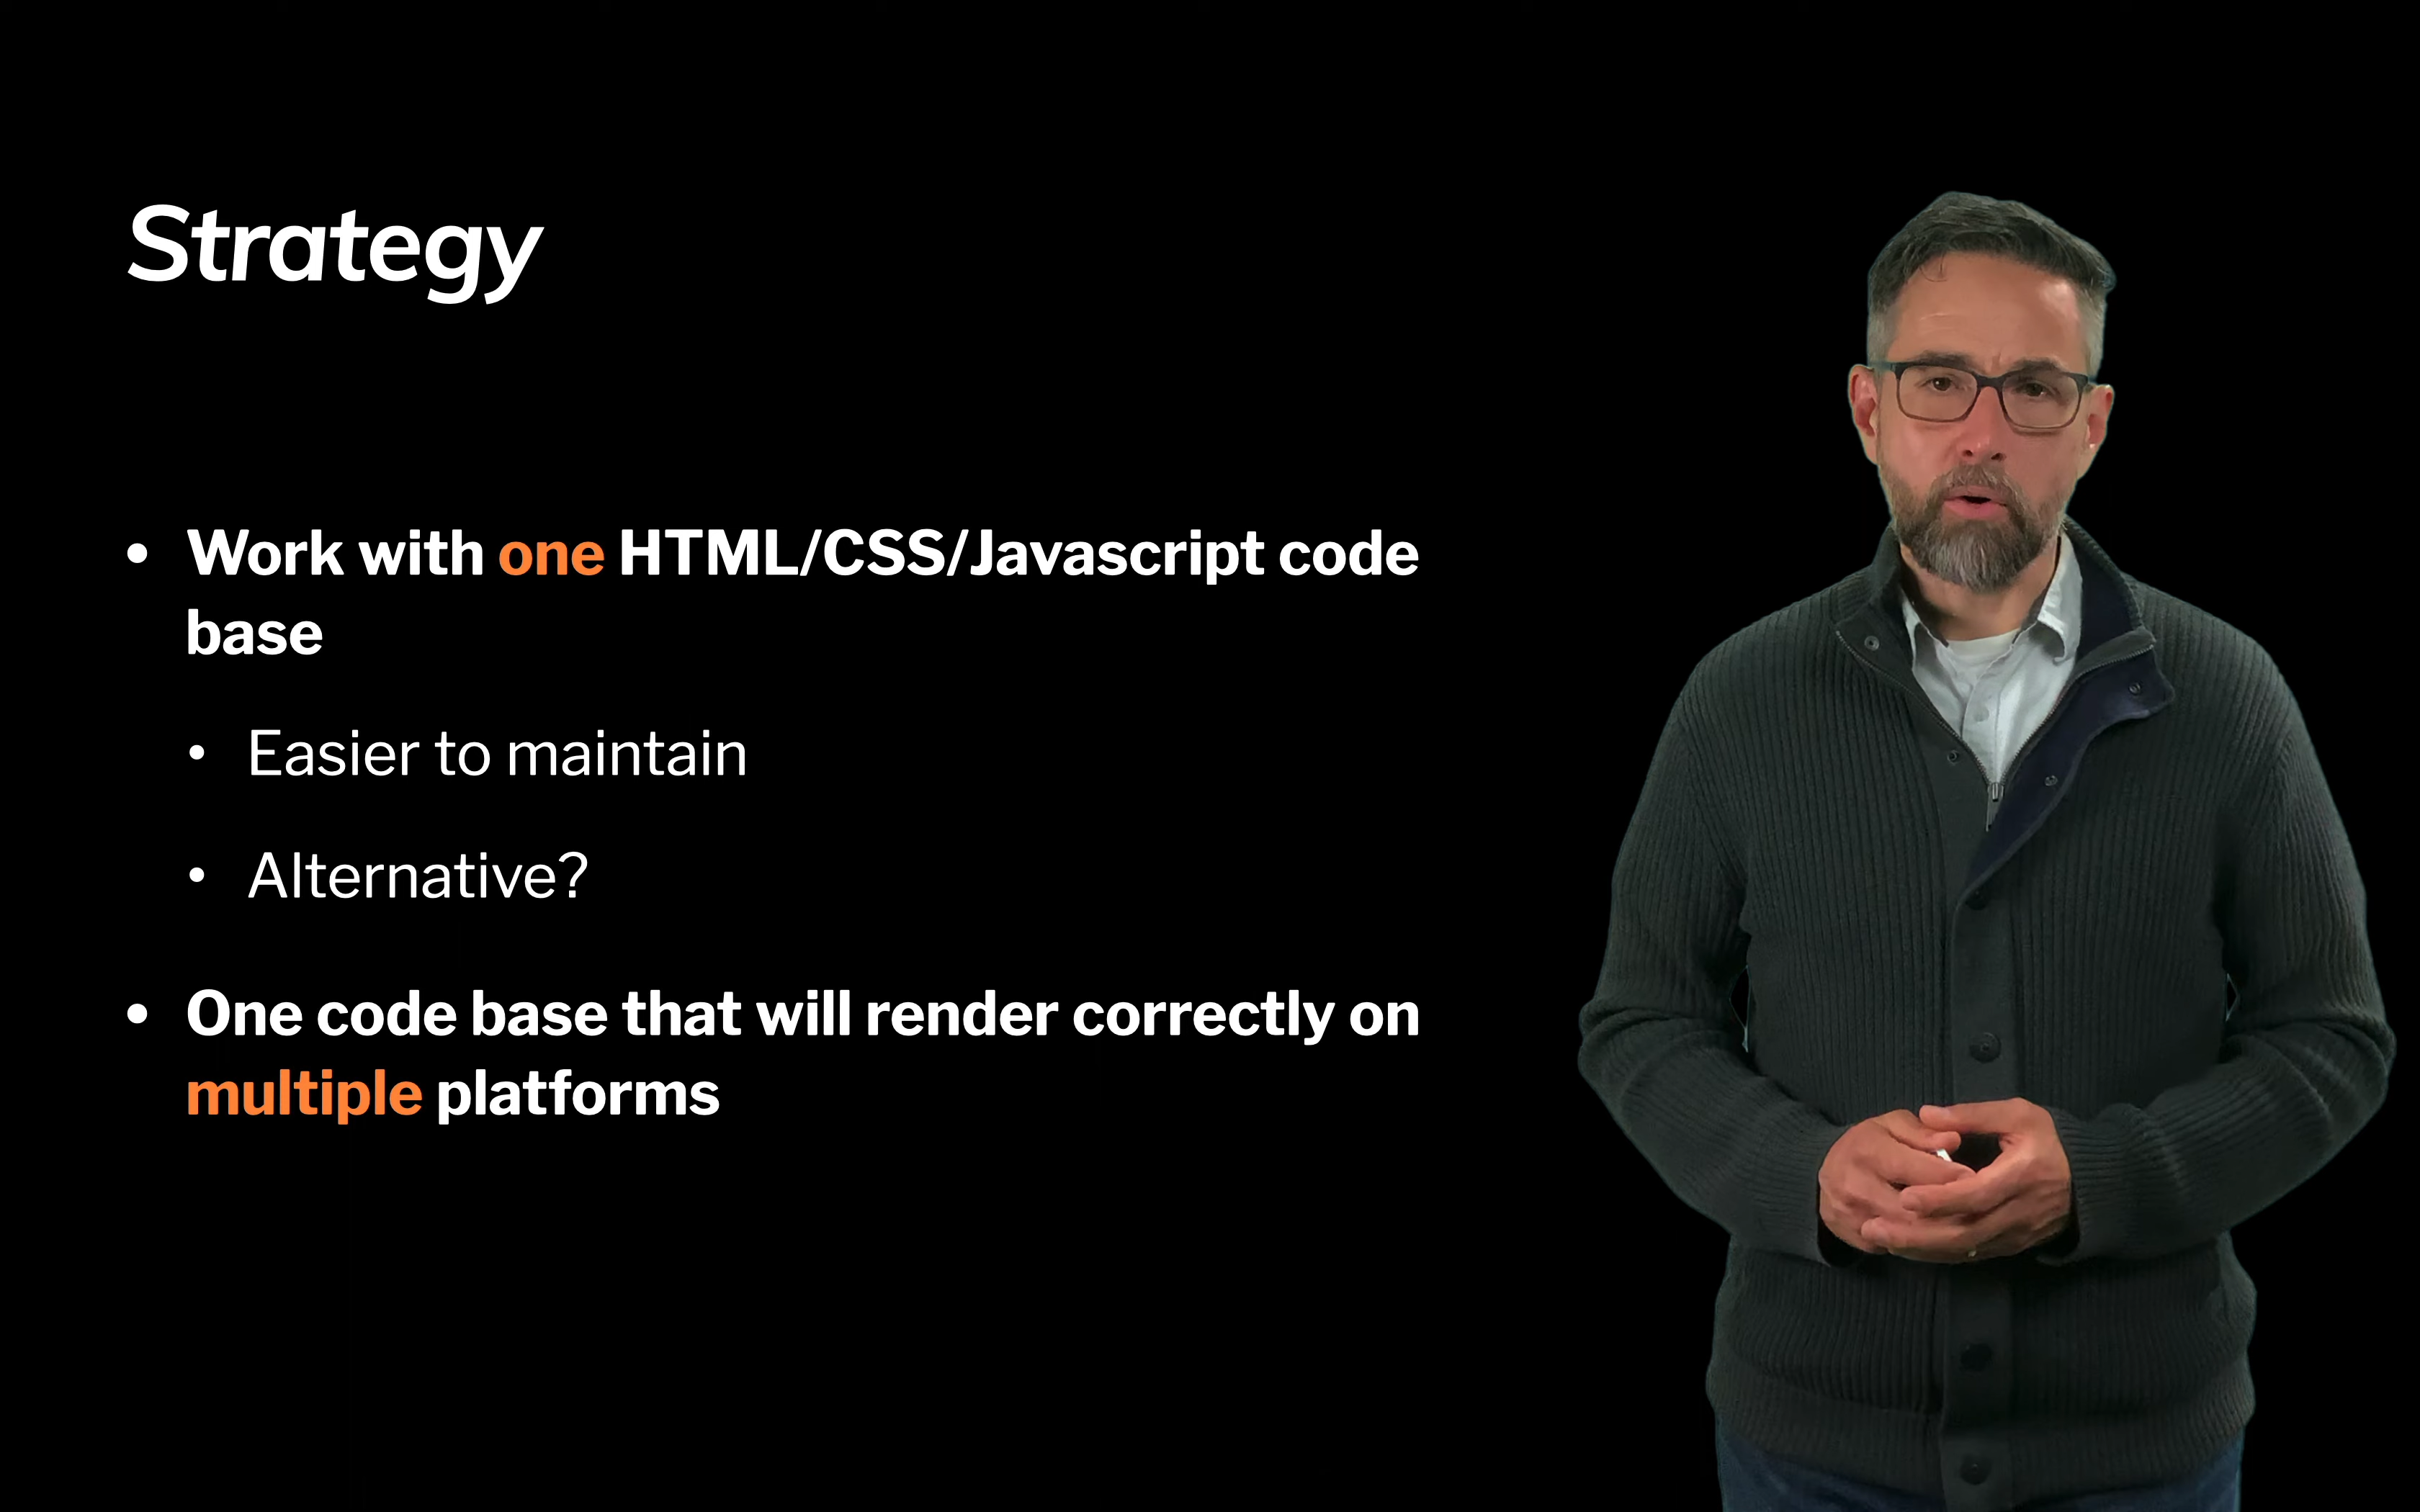 Strategy
• Work with one HTML/CSS/Javascript code
base
• Easier to maintain
• Alternative?
• One code base that will render correctly on
multiple platforms